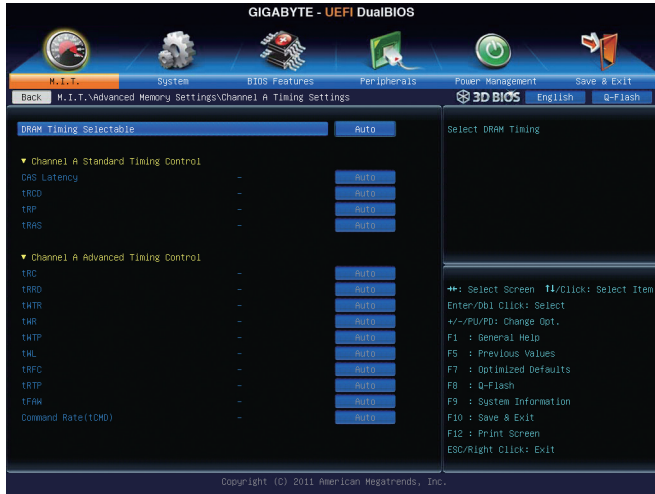 GIGABYTE - UEFI DualBIOS
M.I.T. System BIOS Features Peripherals Power Management Save & Exit
Back M.I.T.\Advanced Memory Settings\Channel A Timing Settings 3D BIOS English Q-Flash
DRAM Timing Selectable Auto
Select DRAM Timing
▼ Channel A Standard Timing Control
CAS Latency - Auto
tRCD - Auto
tRP - Auto
tRAS - Auto
▼ Channel A Advanced Timing Control
tRC - Auto
tRRD - Auto
tWTR - Auto
tWR - Auto
tWTP - Auto
tWL - Auto
tRFC - Auto
tRTP - Auto
tFAW - Auto
Command Rate(tCMD) - Auto
→←: Select Screen ↑↓/Click: Select Item
Enter/Dbl Click: Select
+/-/PU/PD: Change Opt.
F1 : General Help
F5 : Previous Values
F7 : Optimized Defaults
F8 : Q-Flash
F9 : System Information
F10 : Save & Exit
F12 : Print Screen
ESC/Right Click: Exit
Copyright (C) 2011 American Megatrends, Inc.